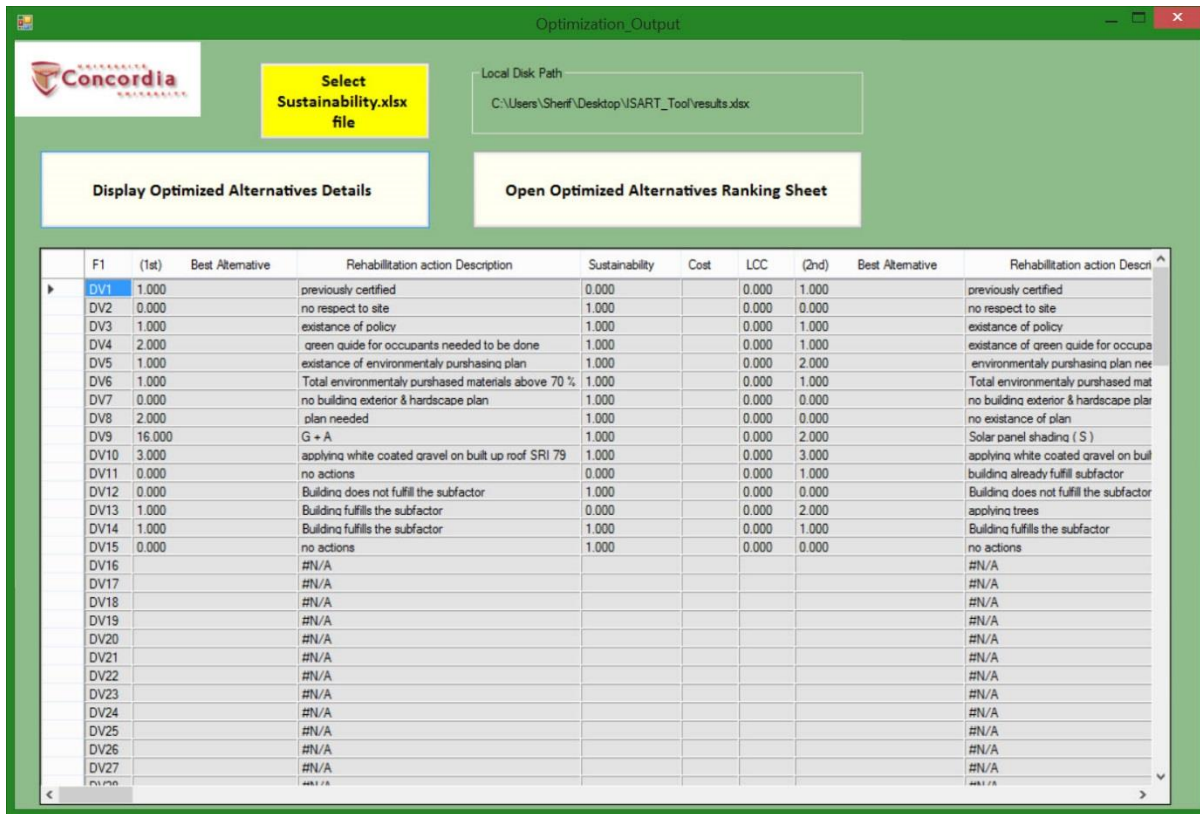 Optimization_Output
UNIVERSITÉ
Concordia
UNIVERSITY
Select
Sustainability.xlsx
file
Local Disk Path
C:\Users\Sherif\Desktop\ISART_Tool\results.xlsx
Display Optimized Alternatives Details
Open Optimized Alternatives Ranking Sheet
F1 (1st) Best Alternative Rehabillitation action Description Sustainability Cost LCC (2nd) Best Alternative Rehabillitation action Descri
DV1 1.000 previously certified 0.000 0.000 1.000 previously certified
DV2 0.000 no respect to site 1.000 0.000 0.000 no respect to site
DV3 1.000 existance of policy 1.000 0.000 1.000 existance of policy
DV4 2.000 green guide for occupants needed to be done 1.000 0.000 1.000 existance of green guide for occupa
DV5 1.000 existance of environmentaly purshasing plan 1.000 0.000 2.000 environmentaly purshasing plan nee
DV6 1.000 Total environmentaly purshased materials above 70 % 1.000 0.000 1.000 Total environmentaly purshased mat
DV7 0.000 no building exterior & hardscape plan 1.000 0.000 0.000 no building exterior & hardscape plan
DV8 2.000 plan needed 1.000 0.000 0.000 no existance of plan
DV9 16.000 G + A 1.000 0.000 2.000 Solar panel shading ( S )
DV10 3.000 applying white coated gravel on built up roof SRI 79 1.000 0.000 3.000 applying white coated gravel on buil
DV11 0.000 no actions 0.000 0.000 1.000 building already fulfill subfactor
DV12 0.000 Building does not fulfill the subfactor 1.000 0.000 0.000 Building does not fulfill the subfactor
DV13 1.000 Building fulfills the subfactor 0.000 0.000 2.000 applying trees
DV14 1.000 Building fulfills the subfactor 1.000 0.000 1.000 Building fulfills the subfactor
DV15 0.000 no actions 1.000 0.000 0.000 no actions
DV16 #N/A #N/A
DV17 #N/A #N/A
DV18 #N/A #N/A
DV19 #N/A #N/A
DV20 #N/A #N/A
DV21 #N/A #N/A
DV22 #N/A #N/A
DV23 #N/A #N/A
DV24 #N/A #N/A
DV25 #N/A #N/A
DV26 #N/A #N/A
DV27 #N/A #N/A
DV28 #N/A #N/A